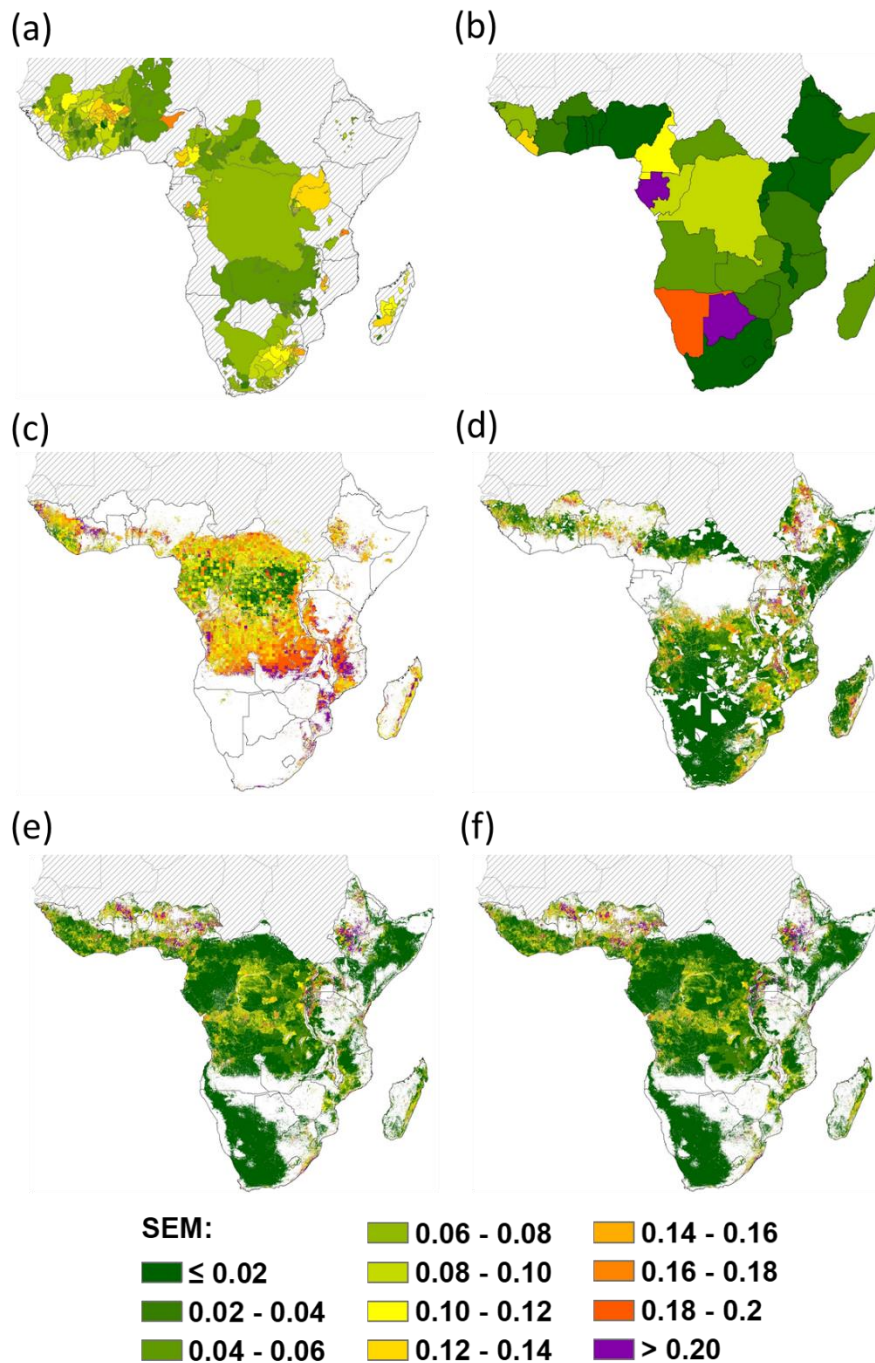 (a)
(b)
(c)
(d)
(e)
(f)
SEM:
≤ 0.02
0.02 - 0.04
0.04 - 0.06
0.06 - 0.08
0.08 - 0.10
0.10 - 0.12
0.12 - 0.14
0.14 - 0.16
0.16 - 0.18
0.18 - 0.2
> 0.20